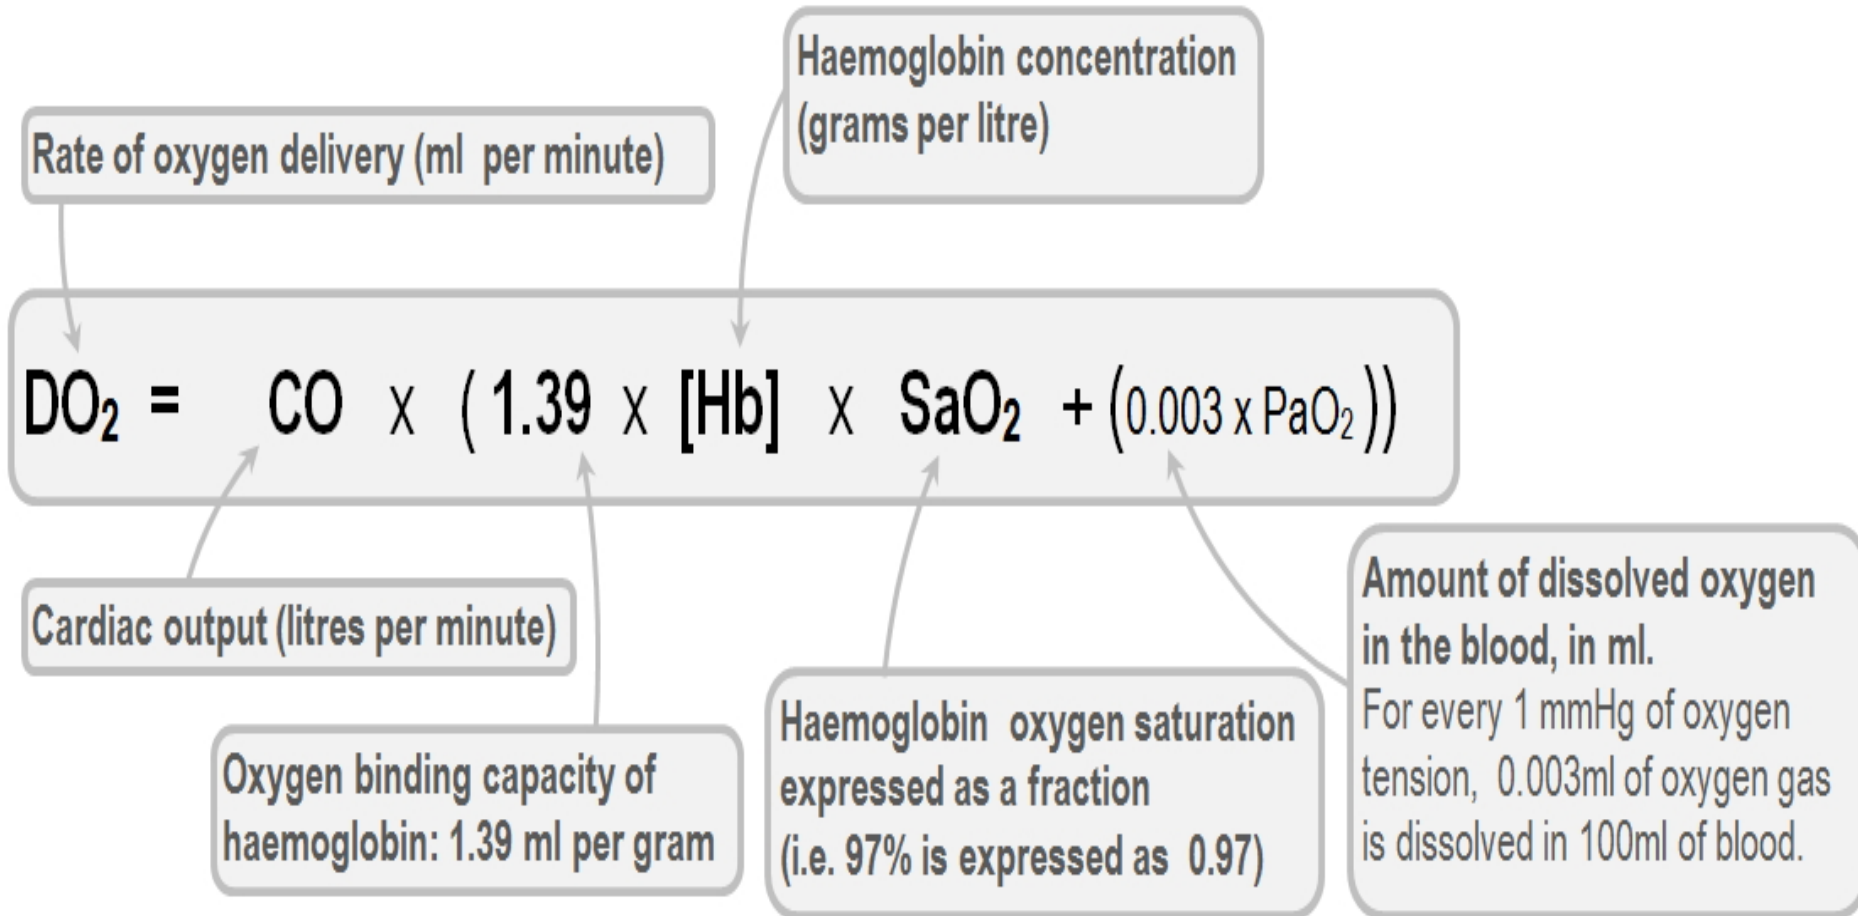 Haemoglobin concentration
(grams per litre)
Rate of oxygen delivery (ml per minute)
DO₂ = CO x ( 1.39 x [Hb] x SaO₂ + (0.003 x PaO₂ ))
Cardiac output (litres per minute)
Oxygen binding capacity of
haemoglobin: 1.39 ml per gram
Haemoglobin oxygen saturation
expressed as a fraction
(i.e. 97% is expressed as 0.97)
Amount of dissolved oxygen
in the blood, in ml.
For every 1 mmHg of oxygen
tension, 0.003ml of oxygen gas
is dissolved in 100ml of blood.